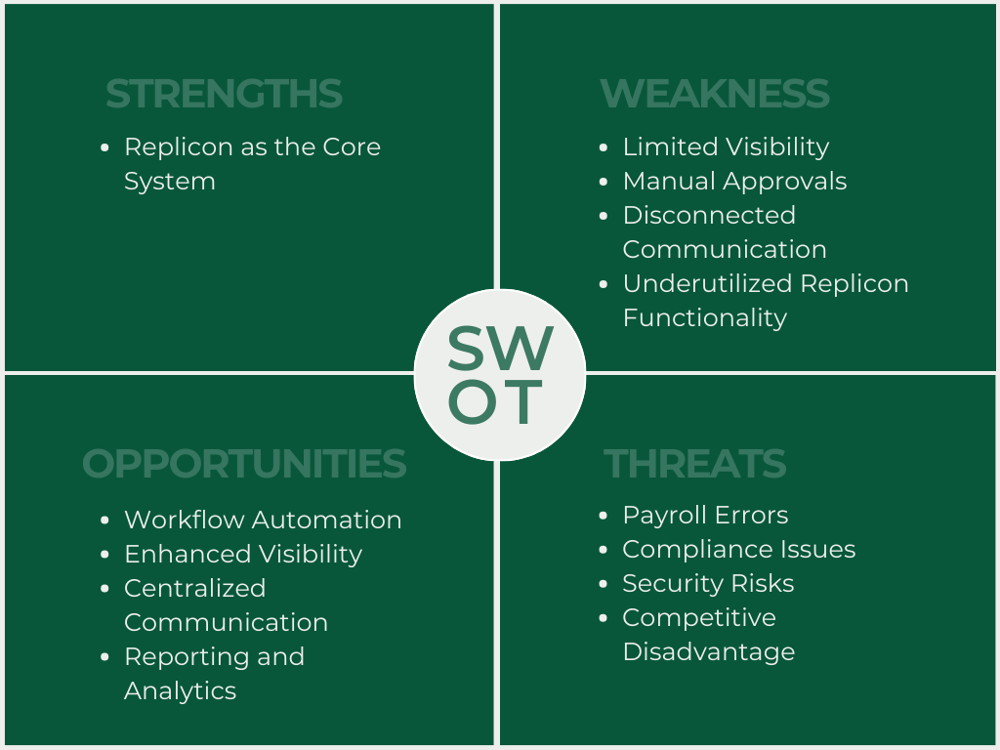 STRENGTHS
• Replicon as the Core
System
WEAKNESS
• Limited Visibility
• Manual Approvals
• Disconnected
Communication
• Underutilized Replicon
Functionality
SW
OT
OPPORTUNITIES
• Workflow Automation
• Enhanced Visibility
• Centralized
Communication
• Reporting and
Analytics
THREATS
• Payroll Errors
• Compliance Issues
• Security Risks
• Competitive
Disadvantage